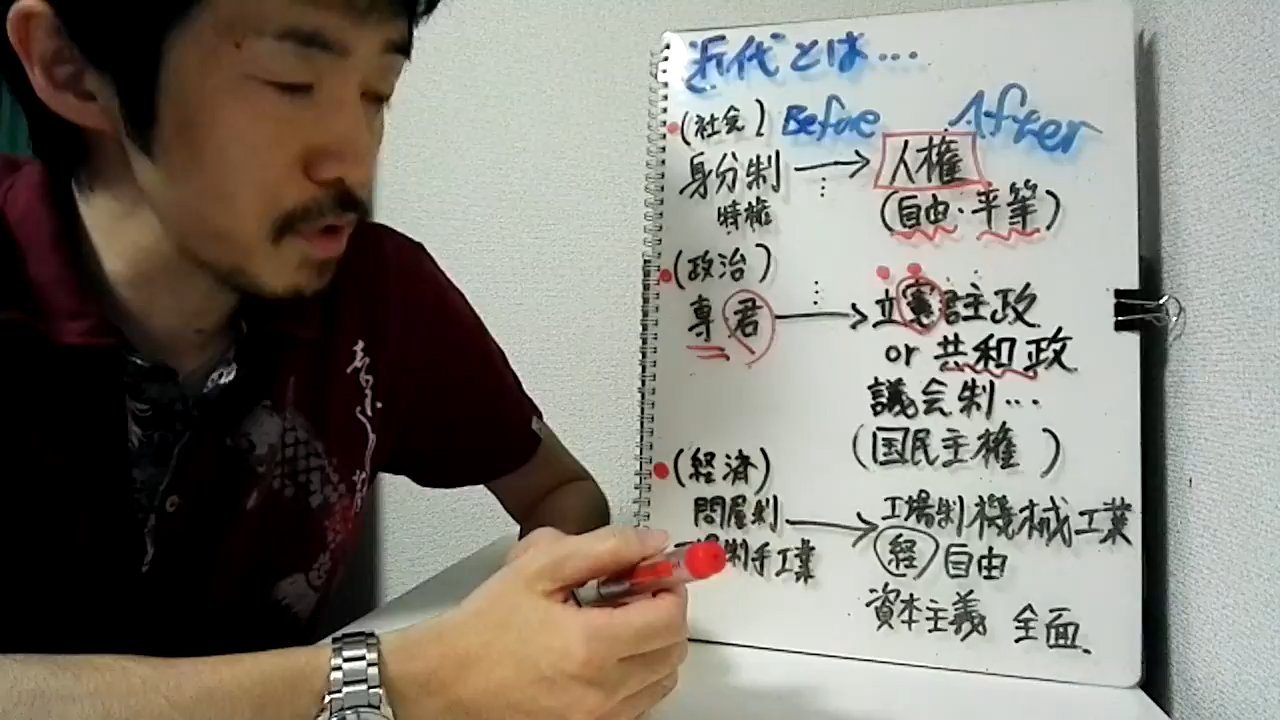 近代とは…
Before After
(社会)
身分制 → 人権
特権 (自由・平等)
(政治)
専君 → 立憲君主政
or 共和政
議会制…
(国民主権 )
(経済)
問屋制 → 工場制機械工業
制手工業 経 自由
資本主義 全面